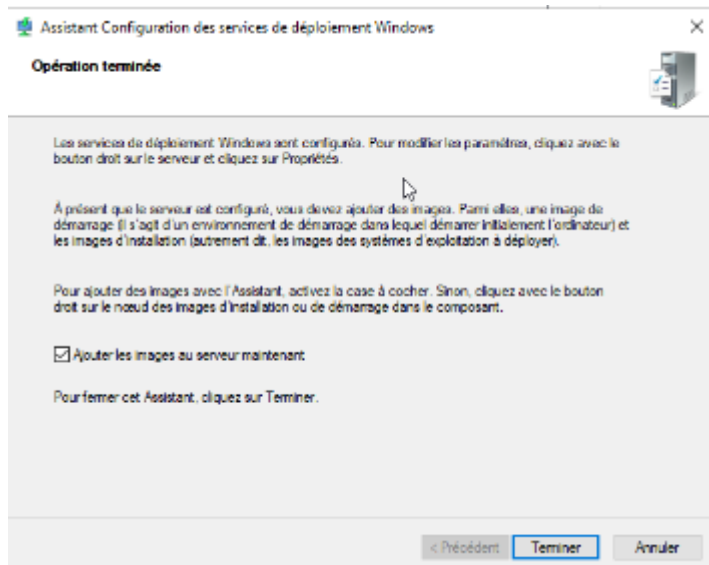 Assistant Configuration des services de déploiement Windows
Opération terminée
Les services de déploiement Windows sont configurés. Pour modifier les paramètres, cliquez avec le
bouton droit sur le serveur et cliquez sur Propriétés.
À présent que le serveur est configuré, vous devez ajouter des images. Parmi elles, une image de
démarrage (il s'agit d'un environnement de démarrage dans lequel démarrer initialement l'ordinateur) et
les images d'installation (autrement dit, les images des systèmes d'exploitation à déployer).
Pour ajouter des images avec l'Assistant, activez la case à cocher. Sinon, cliquez avec le bouton
droit sur le nœud des images d'installation ou de démarrage dans le composant.
Ajouter les images au serveur maintenant
Pour fermer cet Assistant, cliquez sur Terminer.
< Précédent Terminer Annuler